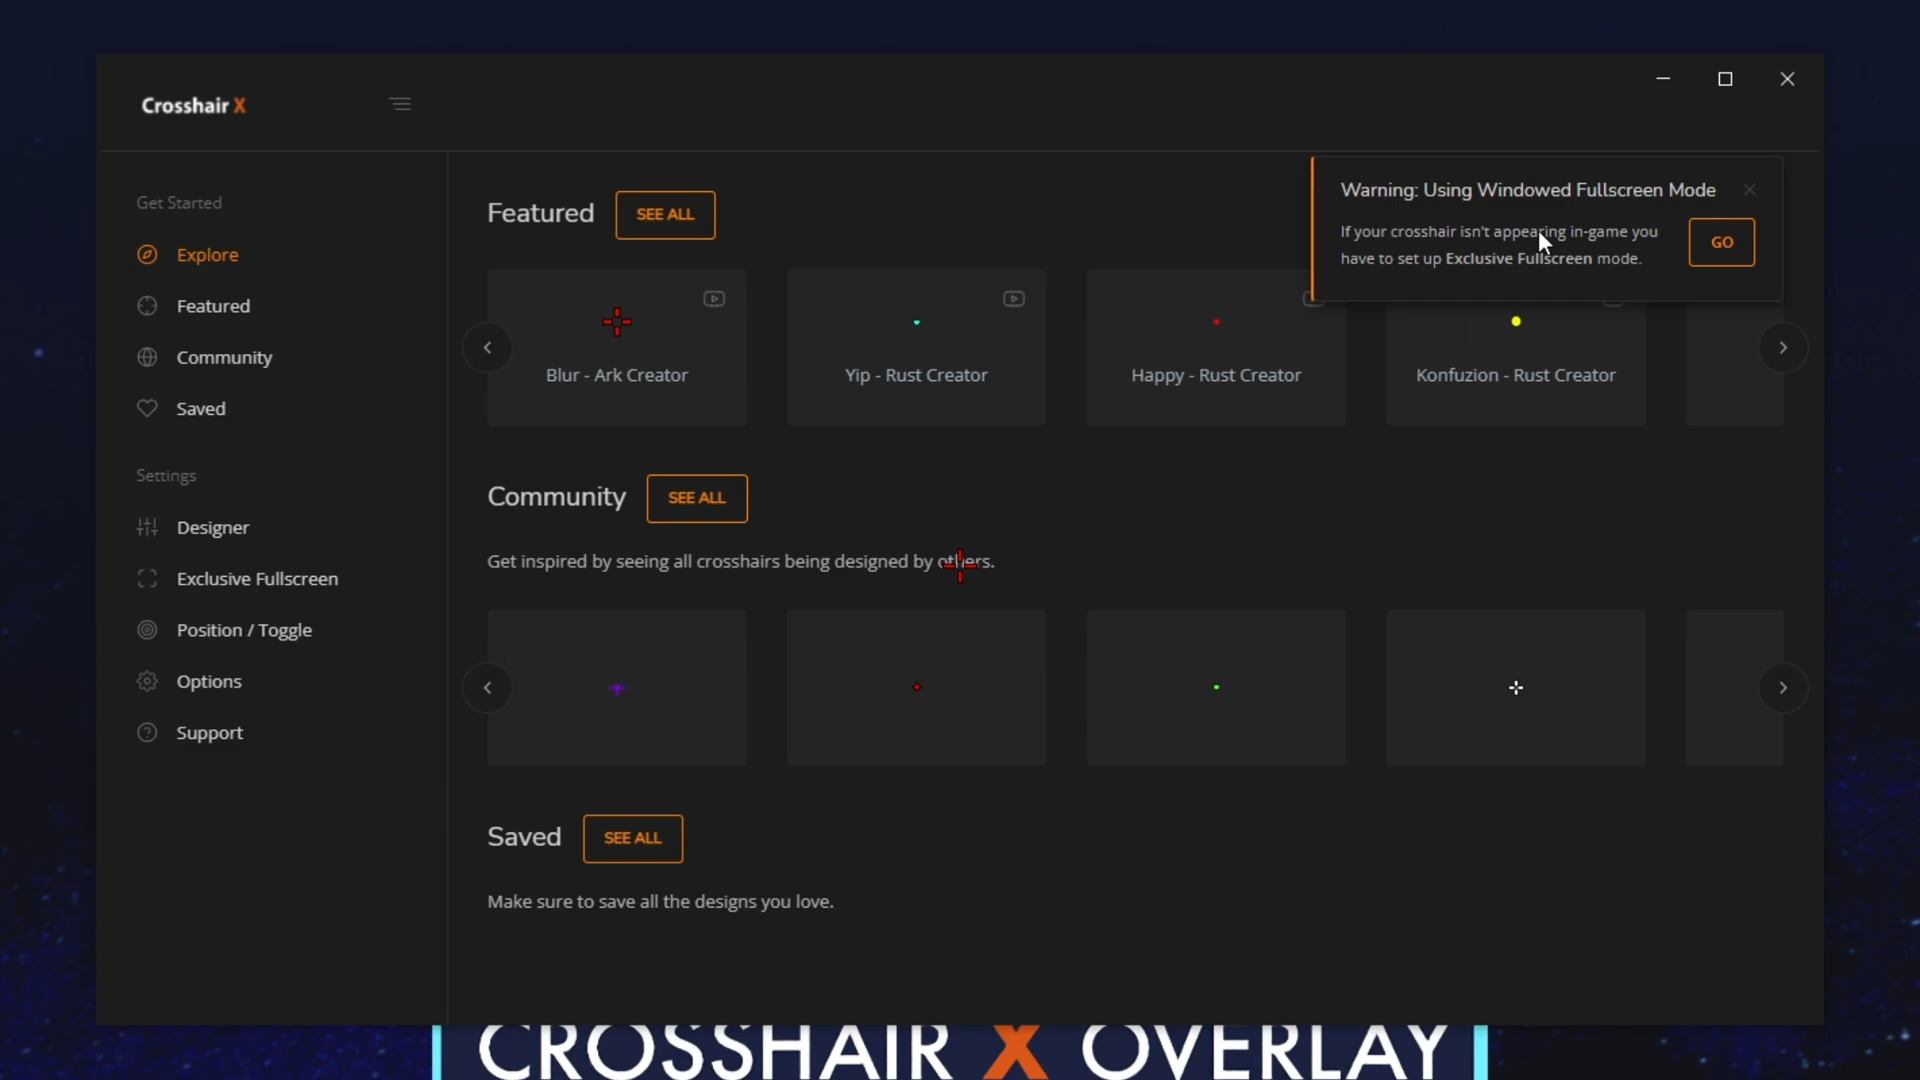 Crosshair X
Get Started
Explore
Featured
Community
Saved
Settings
Designer
Exclusive Fullscreen
Position / Toggle
Options
Support
Featured
SEE ALL
Warning: Using Windowed Fullscreen Mode
If your crosshair isn't appearing in-game you
have to set up Exclusive Fullscreen mode.
GO
Blur - Ark Creator
Yip - Rust Creator
Happy - Rust Creator
Konfuzion - Rust Creator
Community
SEE ALL
Get inspired by seeing all crosshairs being designed by others.
Saved
SEE ALL
Make sure to save all the designs you love.
CROSSHAIR X OVERLAY